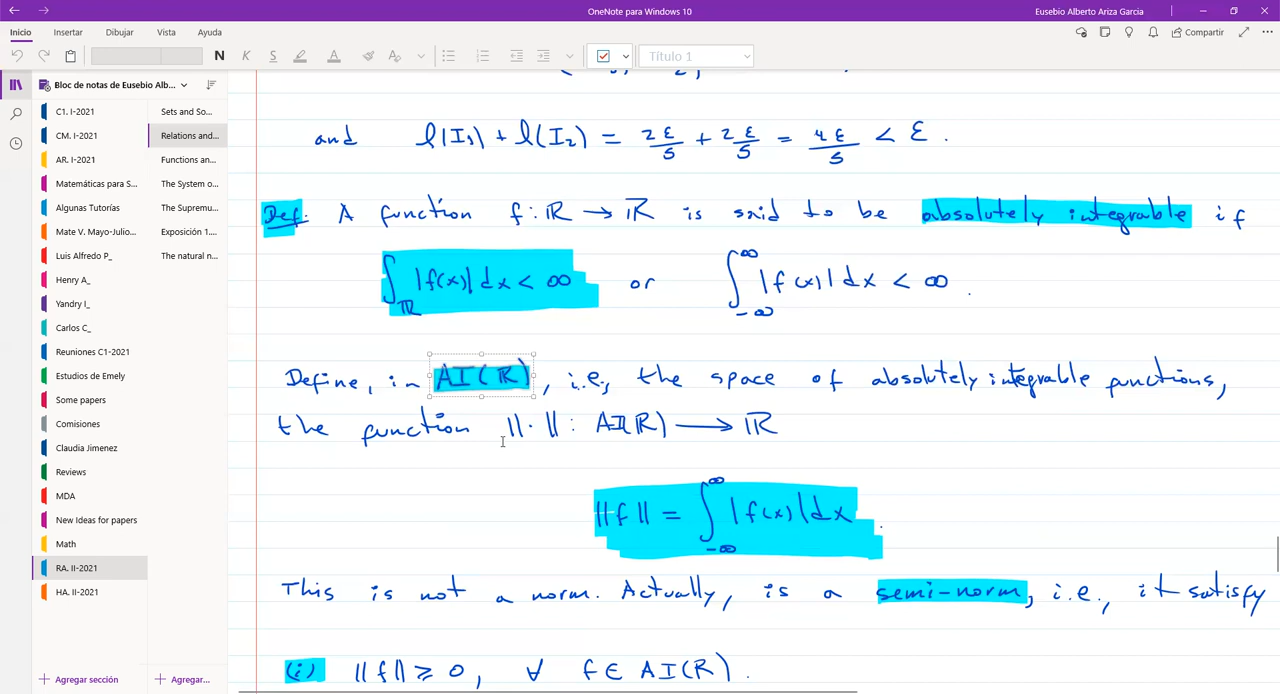 OneNote para Windows 10
Eusebio Alberto Ariza Garcia
Inicio Insertar Dibujar Vista Ayuda
Compartir
N K S A A Título 1
Bloc de notas de Eusebio Alb...
C1. I-2021
CM. I-2021
AR. I-2021
Matemáticas para S...
Algunas Tutorías
Mate V. Mayo-Julio...
Luis Alfredo P_
Henry A_
Yandry I_
Carlos C_
Reuniones C1-2021
Estudios de Emely
Some papers
Comisiones
Claudia Jimenez
Reviews
MDA
New Ideas for papers
Math
RA. II-2021
HA. II-2021
Agregar sección
Sets and So...
Relations and...
Functions an...
The System o...
The Supremu...
Exposición 1....
The natural n...
Agregar...
and l(I₁) + l(I₂) = 2ε/5 + 2ε/5 = 4ε/5 < ε.
Def. A function f: ℝ → ℝ is said to be absolutely integrable if
∫_ℝ |f(x)| dx < ∞ or ∫_{-∞}^{∞} |f(x)| dx < ∞.
Define, in AI(ℝ), i.e., the space of absolutely integrable functions,
the function ||·||: AI(ℝ) ⟶ ℝ
||f|| = ∫_{-∞}^{∞} |f(x)| dx.
This is not a norm. Actually, is a semi-norm, i.e., it satisfy
(i) ||f|| ≥ 0, ∀ f ∈ AI(ℝ).